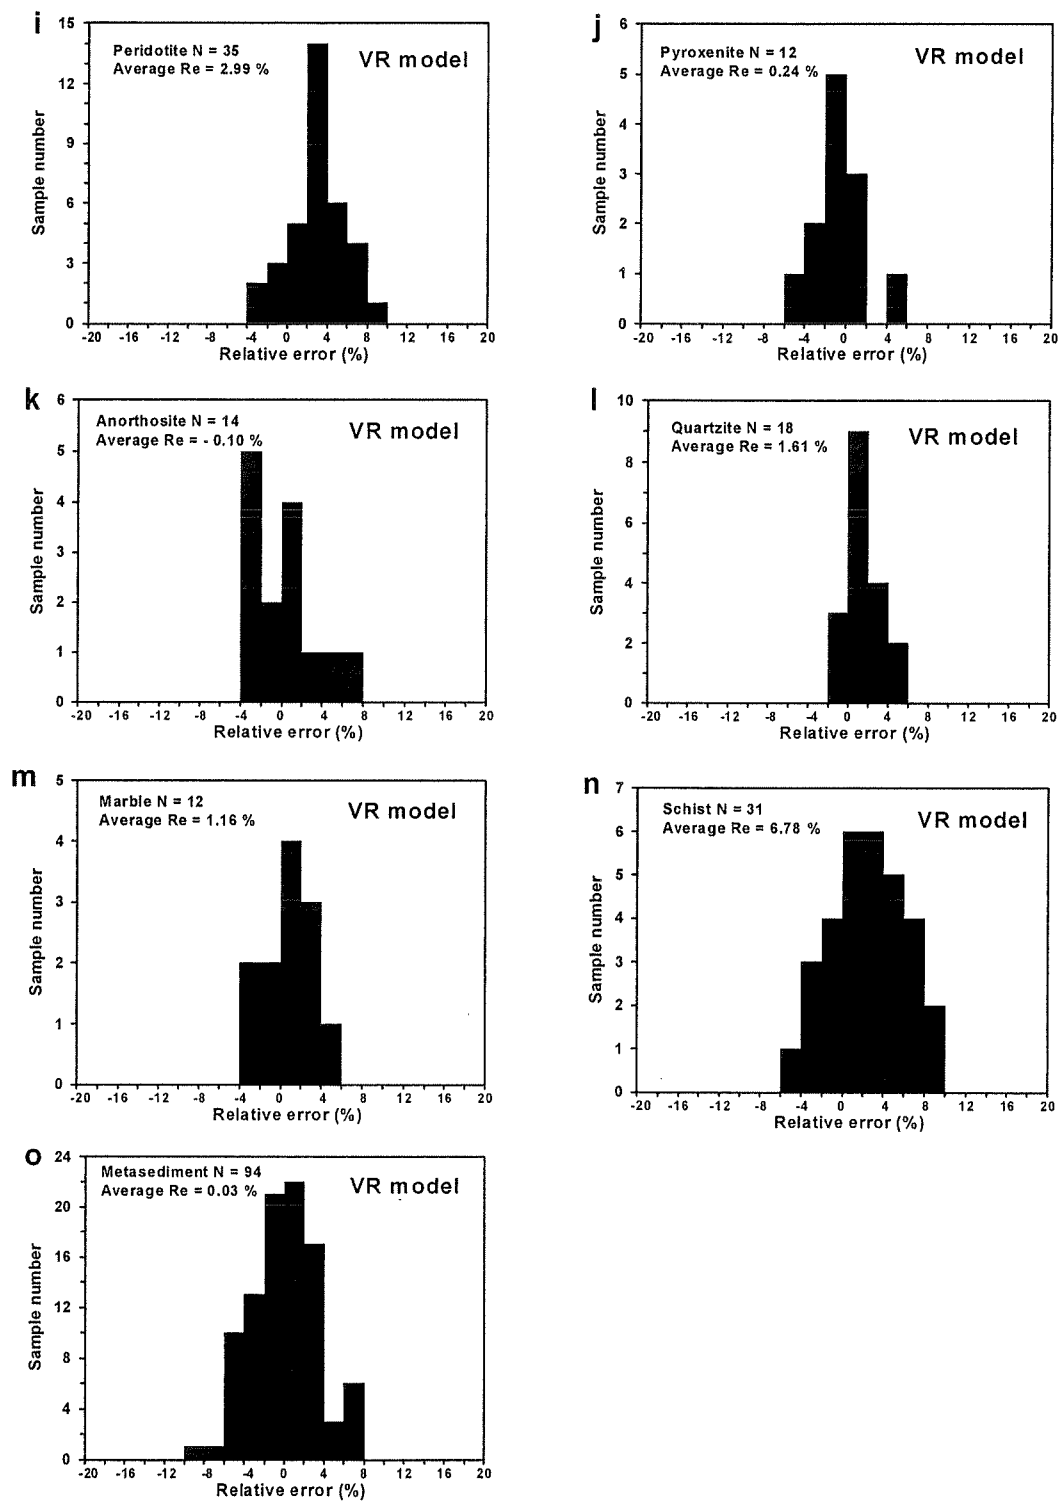 i
Peridotite N = 35
Average Re = 2.99 %
VR model
Sample number
15
12
9
6
3
0
-20 -16 -12 -8 -4 0 4 8 12 16 20
Relative error (%)
j
Pyroxenite N = 12
Average Re = 0.24 %
VR model
Sample number
6
5
4
3
2
1
0
-20 -16 -12 -8 -4 0 4 8 12 16 20
Relative error (%)
k
Anorthosite N = 14
Average Re = - 0.10 %
VR model
Sample number
6
5
4
3
2
1
0
-20 -16 -12 -8 -4 0 4 8 12 16 20
Relative error (%)
l
Quartzite N = 18
Average Re = 1.61 %
VR model
Sample number
10
8
6
4
2
0
-20 -16 -12 -8 -4 0 4 8 12 16 20
Relative error (%)
m
Marble N = 12
Average Re = 1.16 %
VR model
Sample number
5
4
3
2
1
0
-20 -16 -12 -8 -4 0 4 8 12 16 20
Relative error (%)
n
Schist N = 31
Average Re = 6.78 %
VR model
Sample number
7
6
5
4
3
2
1
0
-20 -16 -12 -8 -4 0 4 8 12 16 20
Relative error (%)
o
Metasediment N = 94
Average Re = 0.03 %
VR model
Sample number
24
20
16
12
8
4
0
-20 -16 -12 -8 -4 0 4 8 12 16 20
Relative error (%)